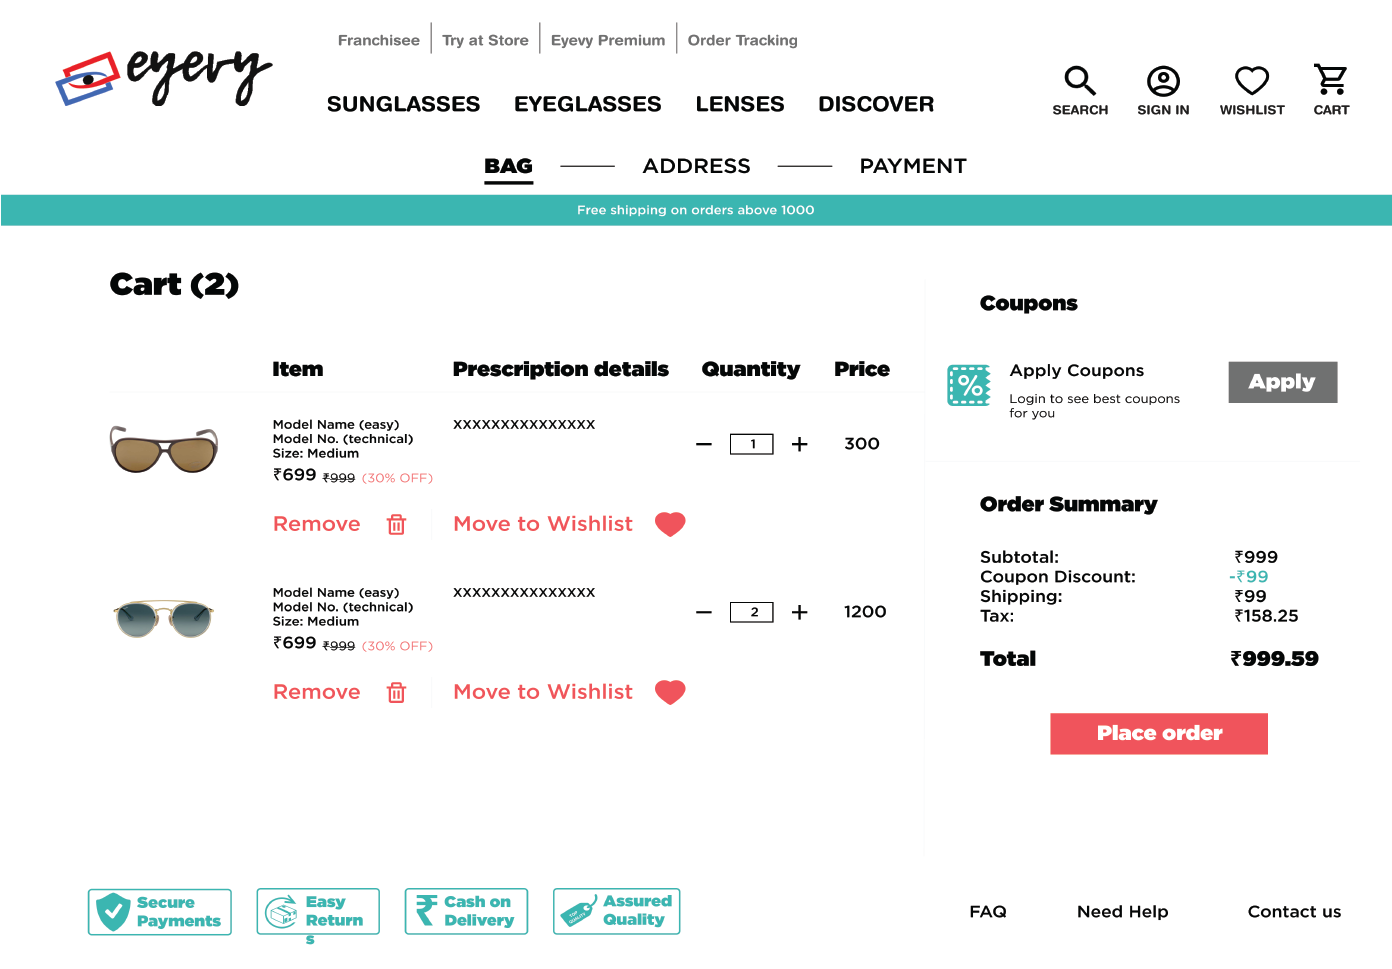 eyevy
Franchisee
Try at Store
Eyevy Premium
Order Tracking
SUNGLASSES
EYEGLASSES
LENSES
DISCOVER
SEARCH
SIGN IN
WISHLIST
CART
BAG
ADDRESS
PAYMENT
Free shipping on orders above 1000
Cart (2)
Item
Prescription details
Quantity
Price
Model Name (easy)
Model No. (technical)
Size: Medium
₹699 ₹999 (30% OFF)
XXXXXXXXXXXXXXX
− 1 +
300
Remove
Move to Wishlist
Model Name (easy)
Model No. (technical)
Size: Medium
₹699 ₹999 (30% OFF)
XXXXXXXXXXXXXXX
− 2 +
1200
Remove
Move to Wishlist
Coupons
%
Apply Coupons
Login to see best coupons
for you
Apply
Order Summary
Subtotal: ₹999
Coupon Discount: -₹99
Shipping: ₹99
Tax: ₹158.25
Total ₹999.59
Place order
Secure
Payments
Easy
Return
s
₹
Cash on
Delivery
TOP
QUALITY
Assured
Quality
FAQ
Need Help
Contact us